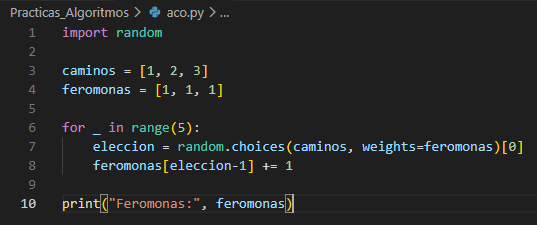 Practicas_Algoritmos > aco.py > ...
1 import random
2
3 caminos = [1, 2, 3]
4 feromonas = [1, 1, 1]
5
6 for _ in range(5):
7     eleccion = random.choices(caminos, weights=feromonas)[0]
8     feromonas[eleccion-1] += 1
9
10 print("Feromonas:", feromonas)